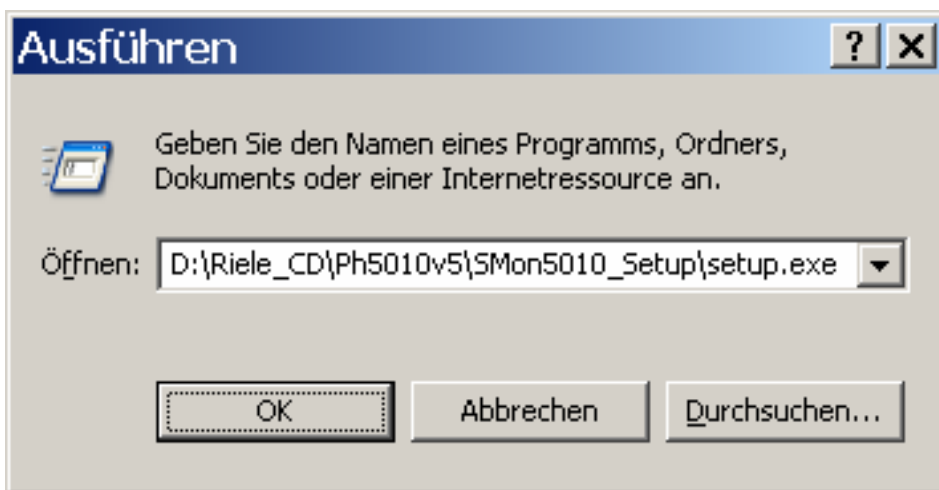 Ausführen
Geben Sie den Namen eines Programms, Ordners,
Dokuments oder einer Internetressource an.
Öffnen: D:\Riele_CD\Ph5010v5\SMon5010_Setup\setup.exe
OK Abbrechen Durchsuchen...